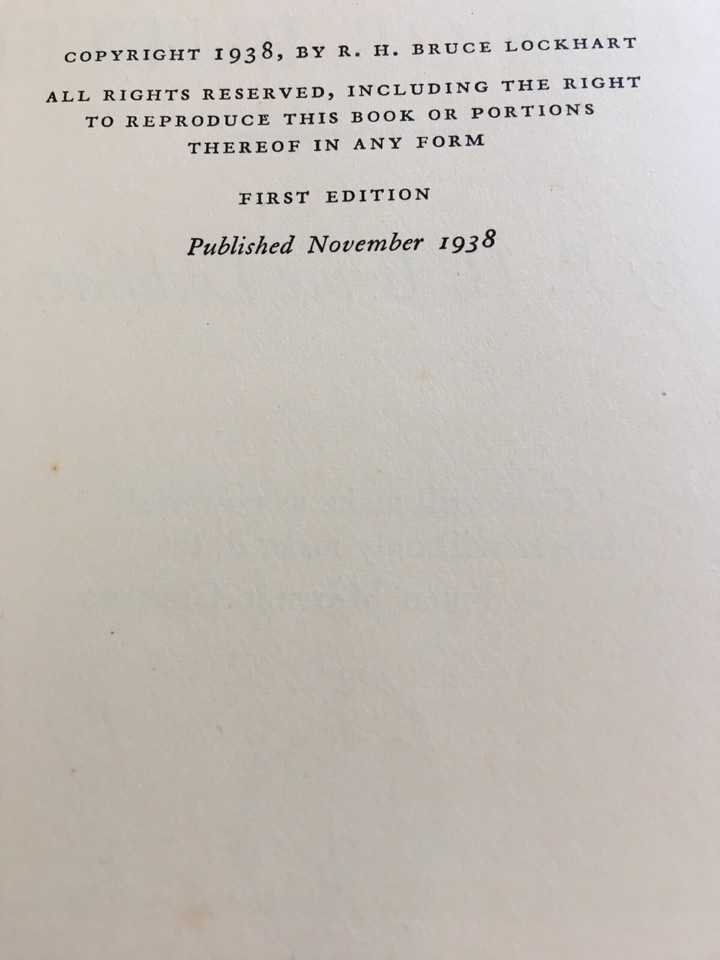 COPYRIGHT 1938, BY R. H. BRUCE LOCKHART
ALL RIGHTS RESERVED, INCLUDING THE RIGHT
TO REPRODUCE THIS BOOK OR PORTIONS
THEREOF IN ANY FORM
FIRST EDITION
Published November 1938